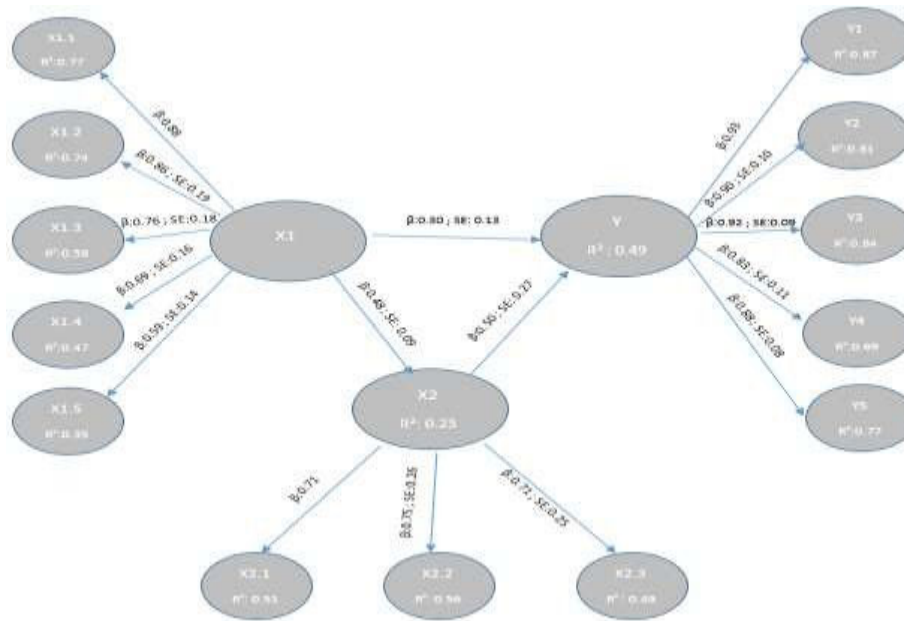 X1.1
R²:0.77
X1.2
R²:0.74
X1.3
R²:0.58
X1.4
R²:0.47
X1.5
R²:0.35
β:0.88
β:0.86 ; SE:0.19
β:0.76 ; SE:0.18
β:0.69 ; SE:0.16
β:0.59 ; SE:0.14
X1
β:0.30 ; SE: 0.13
β:0.48 ; SE:0.09
Y
R² : 0.49
β:0.50 ; SE:0.27
X2
R²: 0.23
β:0.71
β:0.75 ; SE:0.26
β:0.71 ; SE:0.25
X2.1
R²: 0.51
X2.2
R²: 0.56
X2.3
β:0.93
β:0.90 ; SE:0.10
β:0.92 ; SE:0.09
β:0.83 ; SE:0.11
β:0.88 ; SE:0.08
Y1
R²:0.87
Y2
R²:0.81
Y3
R²:0.84
Y4
R²:0.69
Y5
R²:0.77